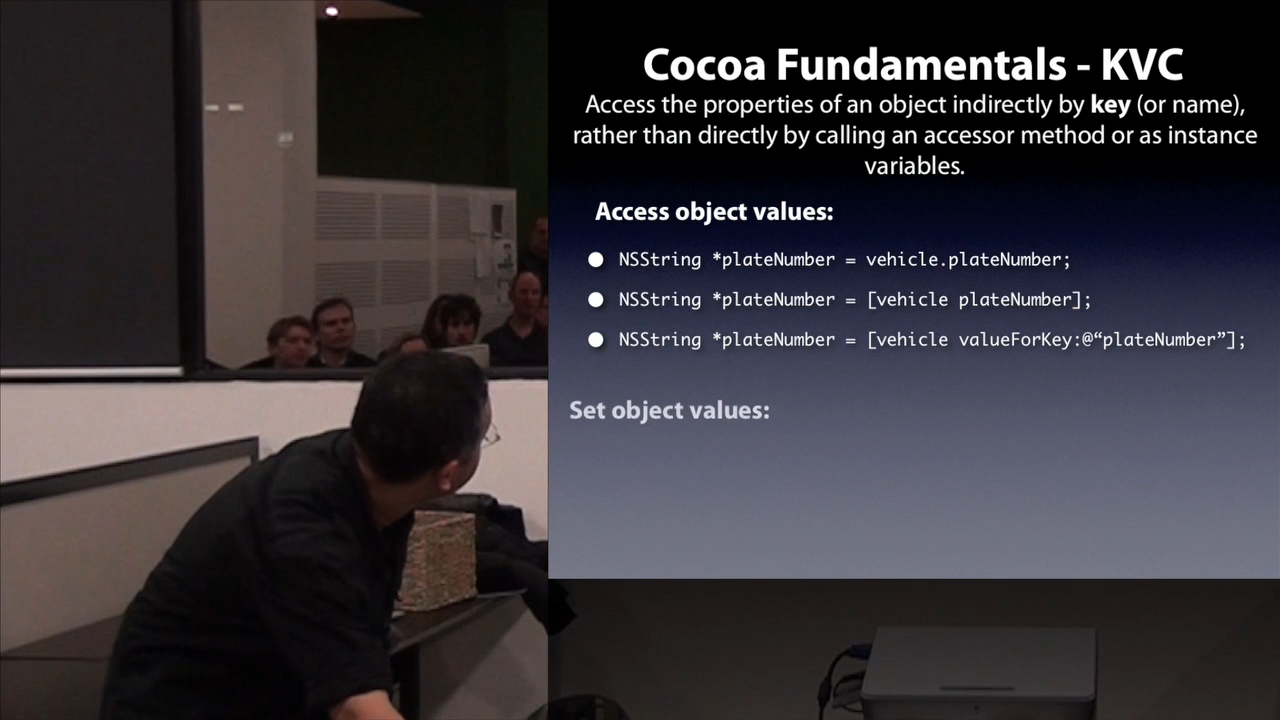 Cocoa Fundamentals - KVC
Access the properties of an object indirectly by key (or name),
rather than directly by calling an accessor method or as instance
variables.
Access object values:
● NSString *plateNumber = vehicle.plateNumber;
● NSString *plateNumber = [vehicle plateNumber];
● NSString *plateNumber = [vehicle valueForKey:@“plateNumber”];
Set object values: